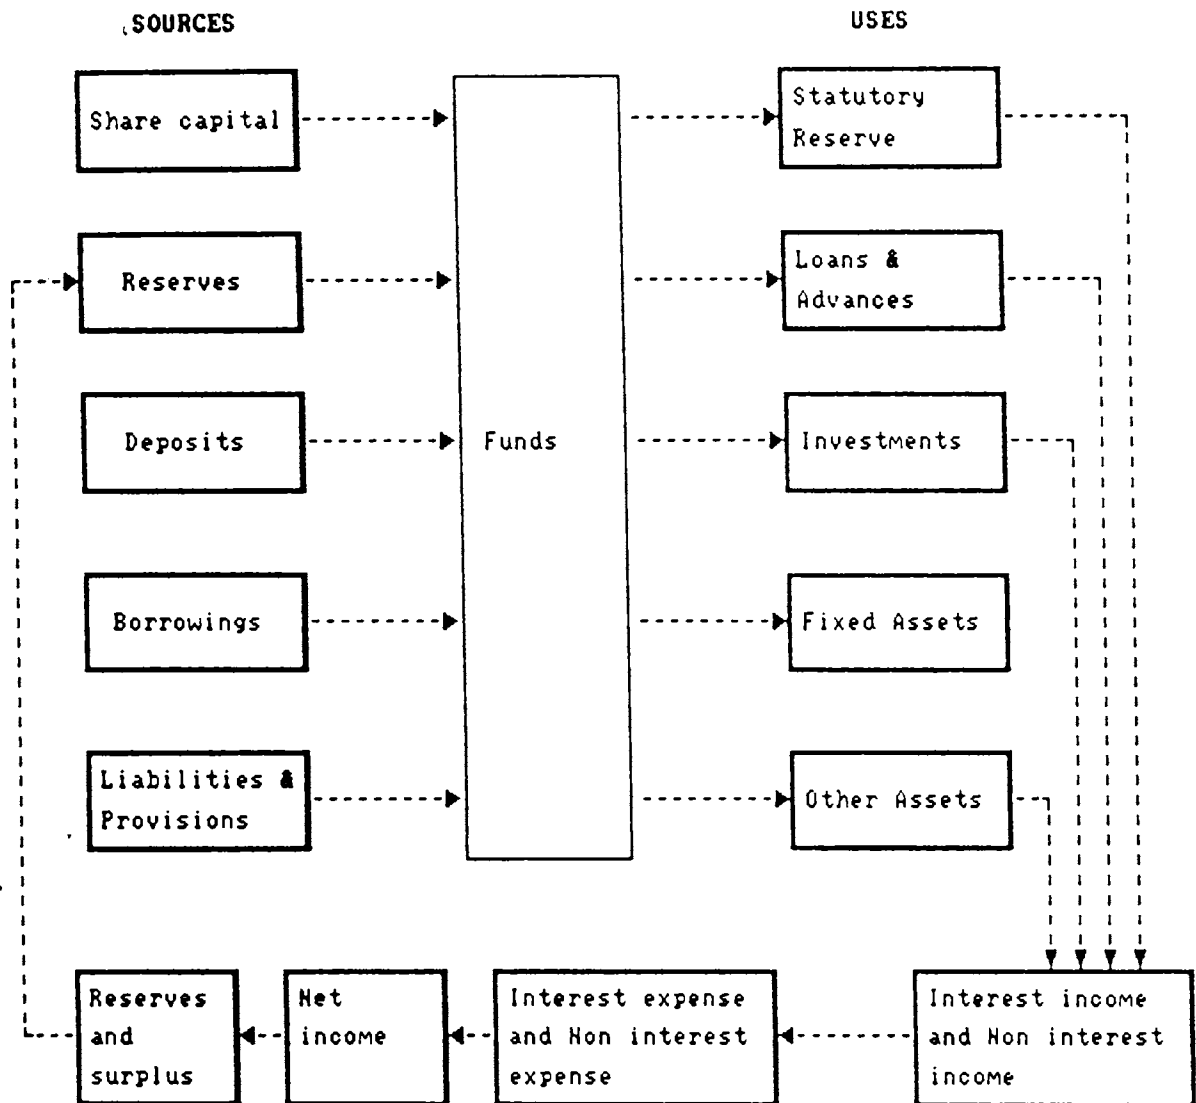 SOURCES
USES
Share capital
Statutory
Reserve
Reserves
Loans &
Advances
Deposits
Funds
Investments
Borrowings
Fixed Assets
Liabilities &
Provisions
Other Assets
Reserves
and
surplus
Net
income
Interest expense
and Non interest
expense
Interest income
and Non interest
income